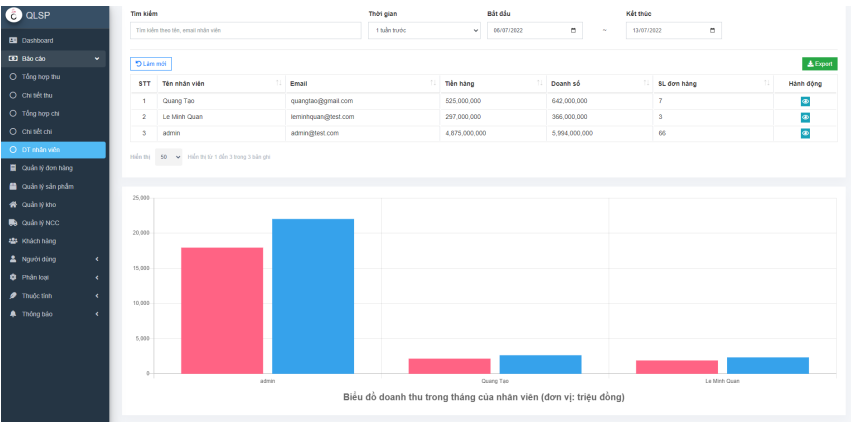 QLSP
Dashboard
Báo cáo
Tổng hợp thu
Chi tiết thu
Tổng hợp chi
Chi tiết chi
DT nhân viên
Quản lý đơn hàng
Quản lý sản phẩm
Quản lý kho
Quản lý NCC
Khách hàng
Người dùng
Phân loại
Thuộc tính
Thông báo
Tìm kiếm Thời gian Bắt đầu Kết thúc
Tìm kiếm theo tên, email nhân viên 1 tuần trước 06/07/2022 ~ 13/07/2022
Làm mới Export
STT Tên nhân viên Email Tiền hàng Doanh số SL đơn hàng Hành động
1 Quang Tao quangtao@gmail.com 525,000,000 642,000,000 7
2 Le Minh Quan leminhquan@test.com 297,000,000 366,000,000 3
3 admin admin@test.com 4,875,000,000 5,994,000,000 66
Hiển thị 50 Hiển thị từ 1 đến 3 trong 3 bản ghi
25,000
20,000
15,000
10,000
5,000
0
admin Quang Tao Le Minh Quan
Biểu đồ doanh thu trong tháng của nhân viên (đơn vị: triệu đồng)